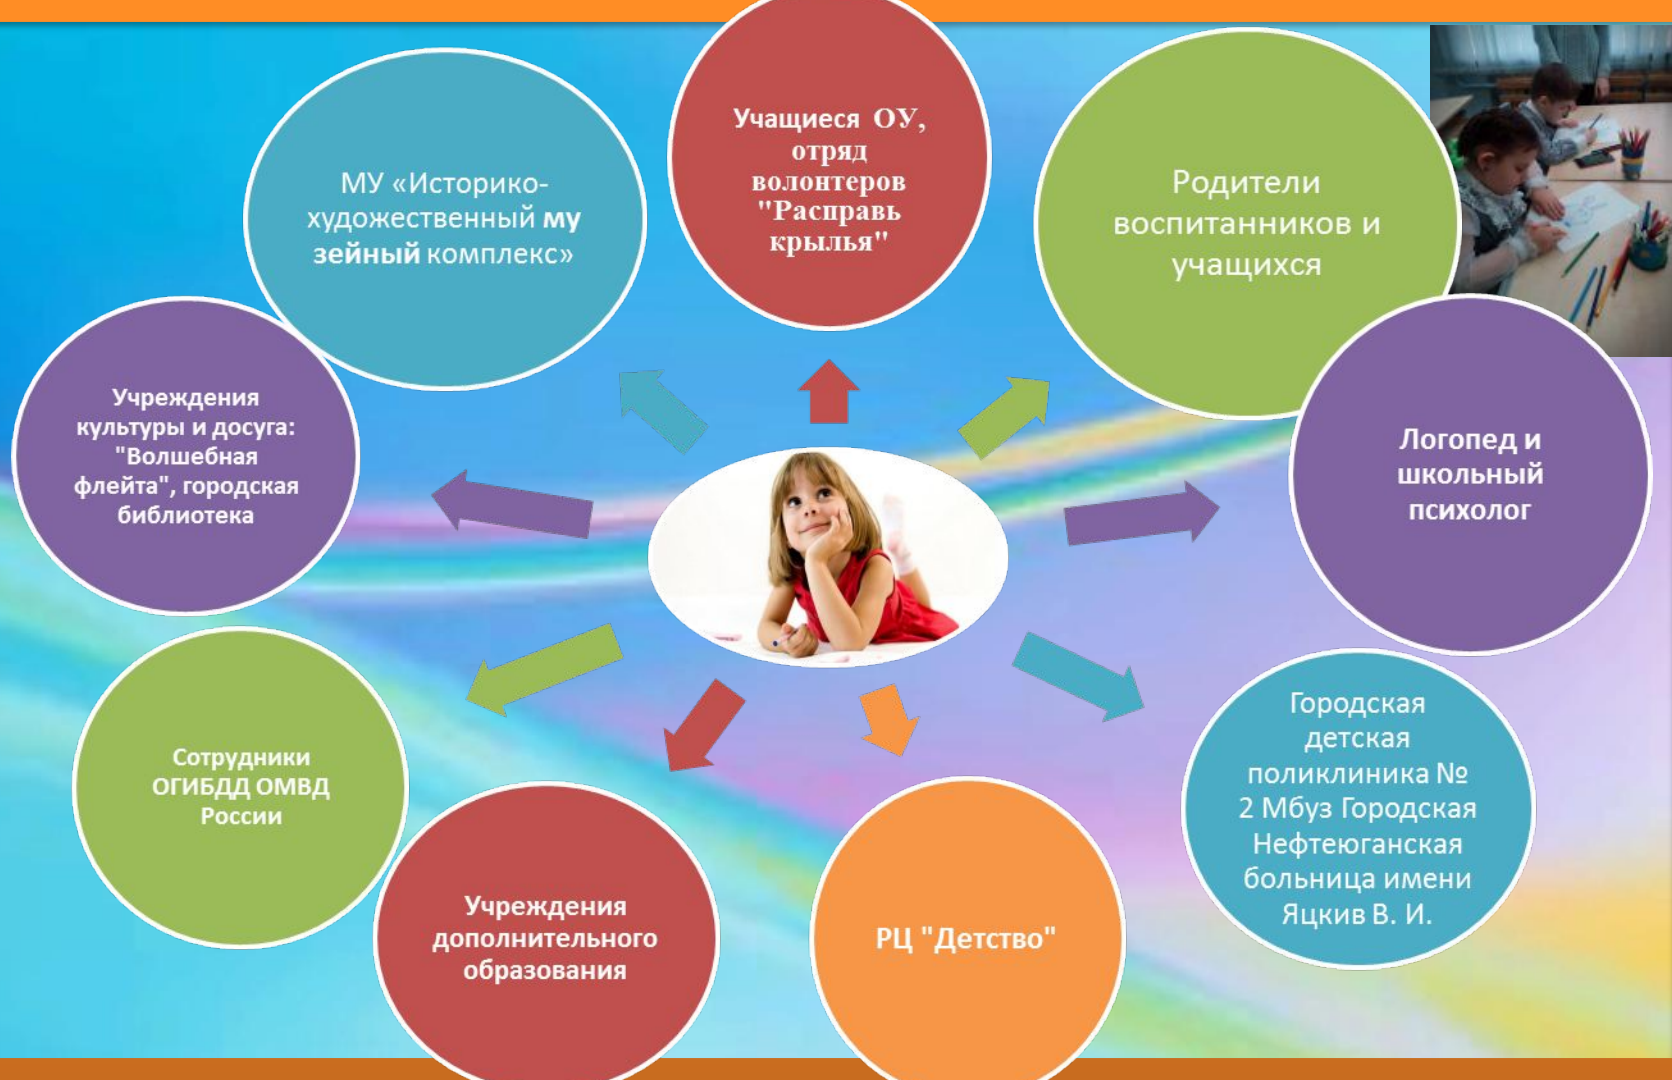 Учащиеся ОУ,
отряд
волонтеров
"Расправь
крылья"
Родители
воспитанников и
учащихся
Логопед и
школьный
психолог
Городская
детская
поликлиника №
2 Мбуз Городская
Нефтеюганская
больница имени
Яцкив В. И.
РЦ "Детство"
Учреждения
дополнительного
образования
Сотрудники
ОГИБДД ОМВД
России
Учреждения
культуры и досуга:
"Волшебная
флейта", городская
библиотека
МУ «Историко-
художественный му
зейный комплекс»